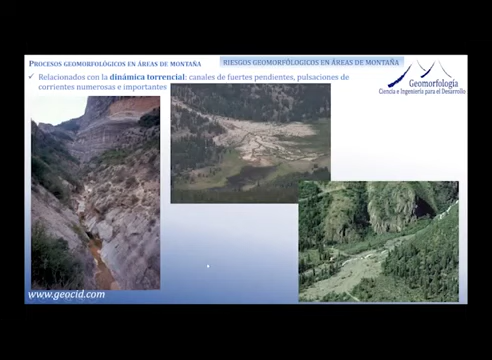 PROCESOS GEOMORFOLÓGICOS EN ÁREAS DE MONTAÑA
RIESGOS GEOMORFOLÓGICOS EN ÁREAS DE MONTAÑA
✓ Relacionados con la dinámica torrencial: canales de fuertes pendientes, pulsaciones de
corrientes numerosas e importantes
Geomorfología
Ciencia e Ingeniería para el Desarrollo
www.geocid.com